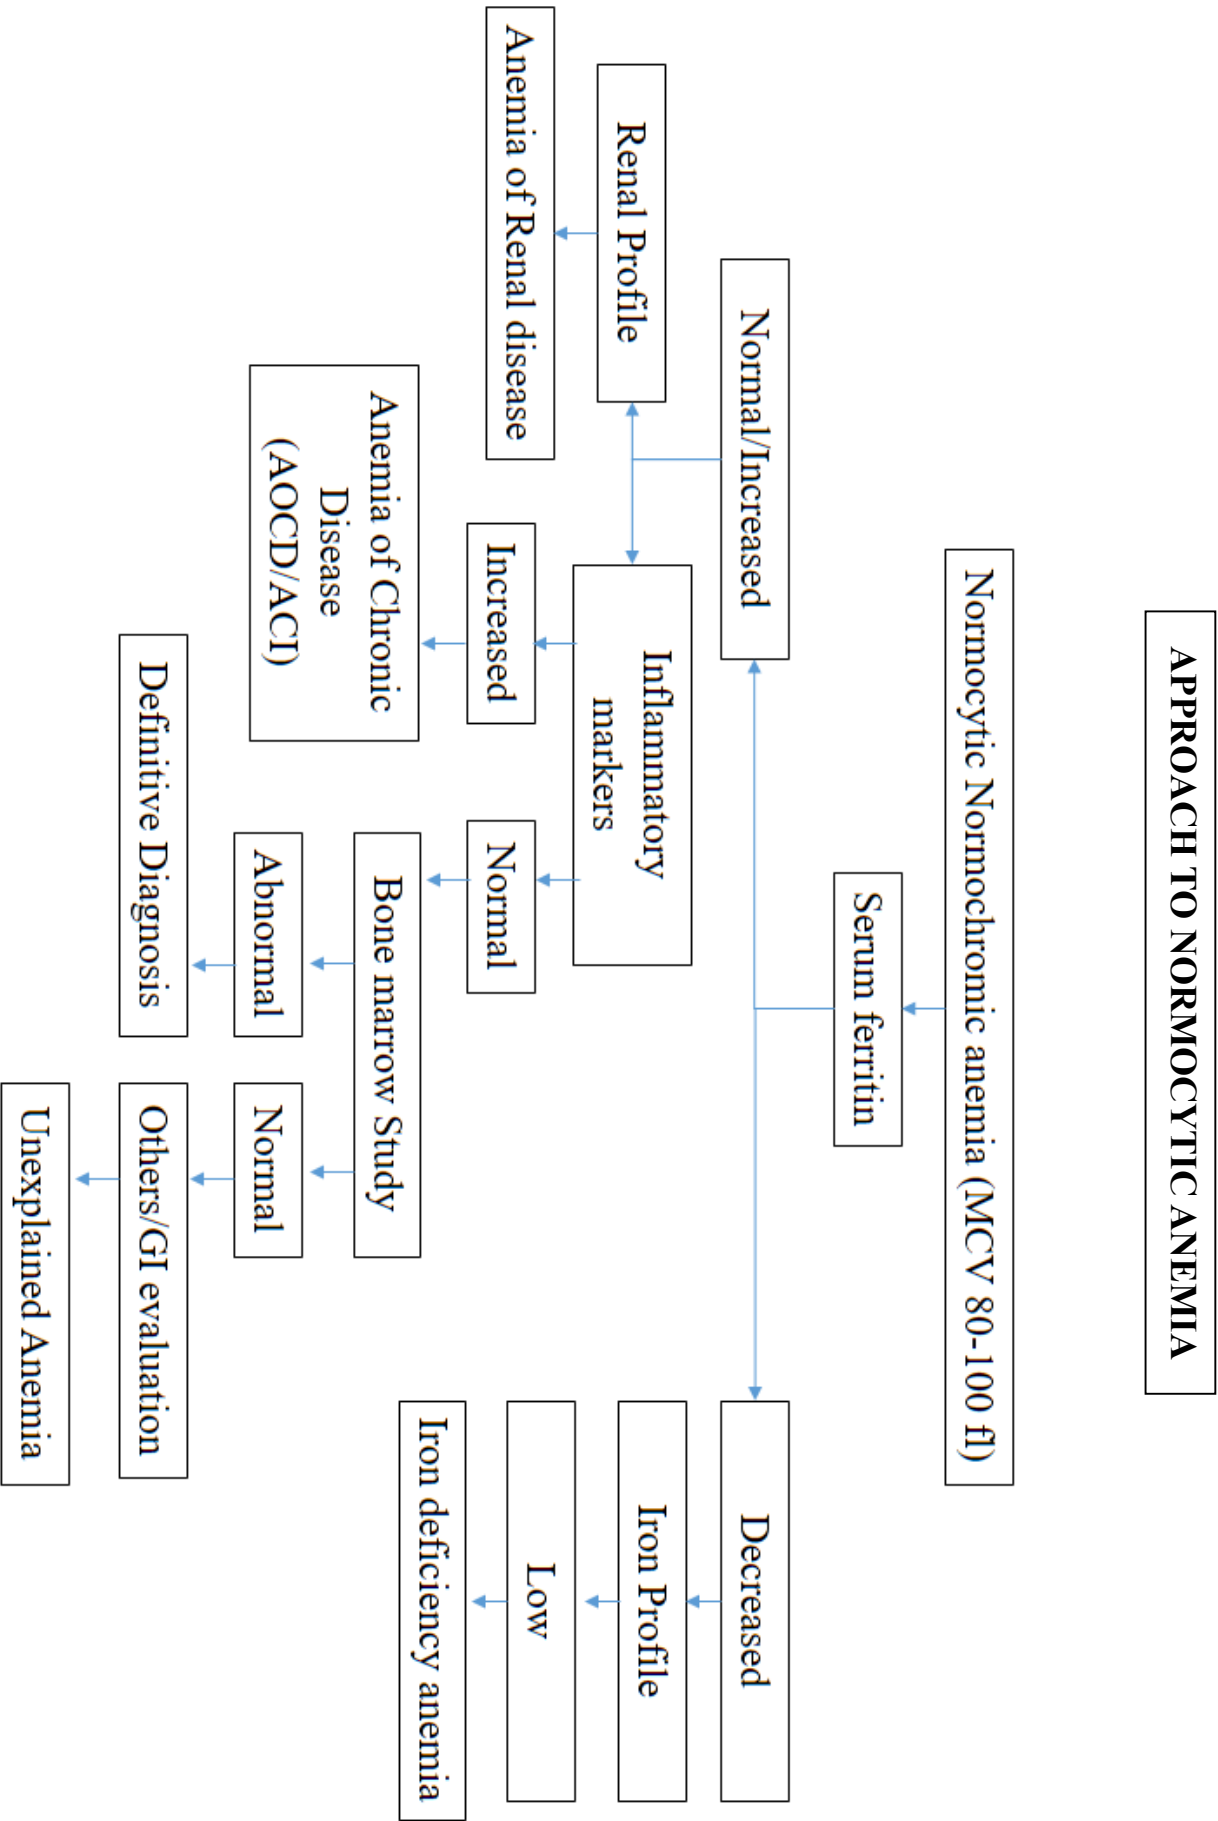 APPROACH TO NORMOCYTIC ANEMIA
Normocytic Normochromic anemia (MCV 80-100 fl)
Serum ferritin
Normal/Increased
Decreased
Renal Profile
Inflammatory
markers
Iron Profile
Anemia of Renal disease
Increased
Normal
Low
Anemia of Chronic
Disease
(AOCD/ACI)
Bone marrow Study
Iron deficiency anemia
Abnormal
Normal
Definitive Diagnosis
Others/GI evaluation
Unexplained Anemia